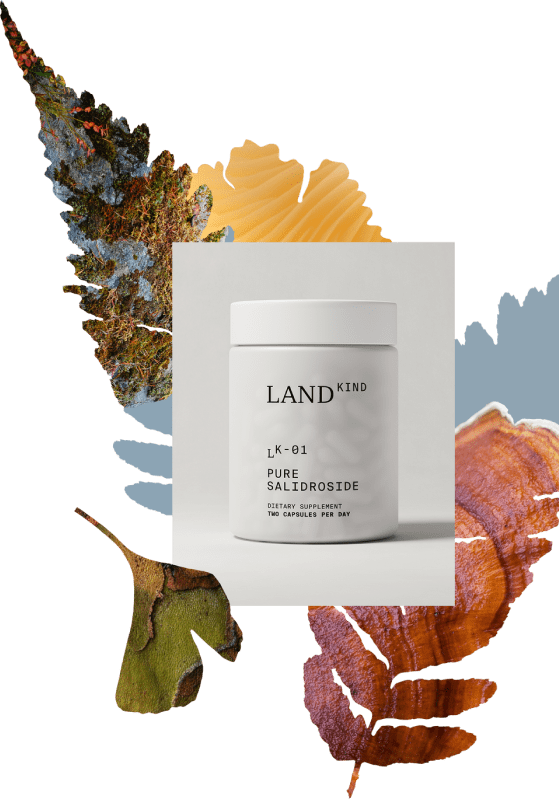 LAND KIND
LK-01
PURE
SALIDROSIDE
DIETARY SUPPLEMENT
TWO CAPSULES PER DAY